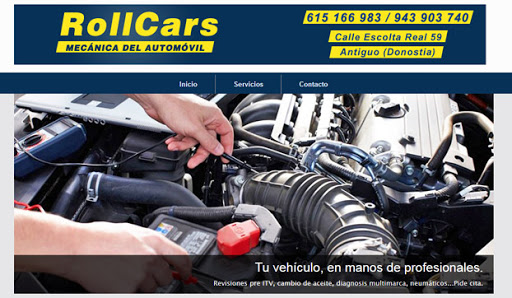 RollCars
MECÁNICA DEL AUTOMÓVIL
615 166 983 / 943 903 740
Calle Escolta Real 59
Antiguo (Donostia)
Inicio
Servicios
Contacto
Tu vehículo, en manos de profesionales.
Revisiones pre ITV, cambio de aceite, diagnosis multimarca, neumáticos...Pide cita.